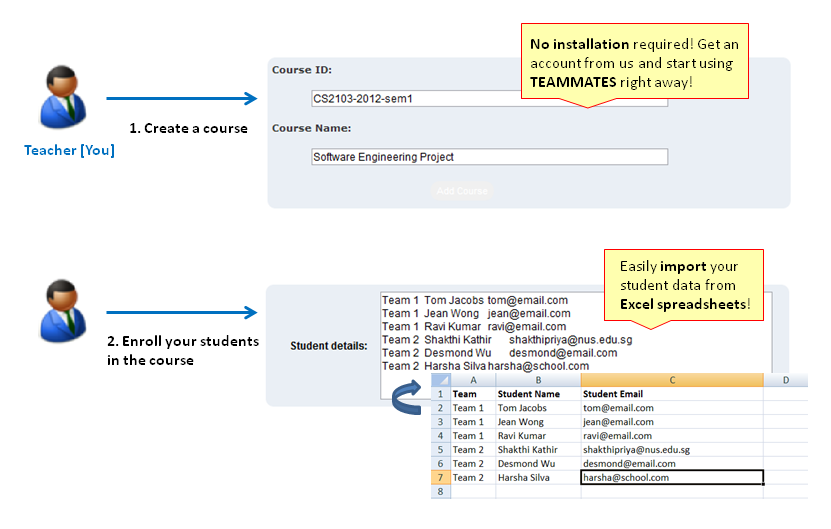 No installation required! Get an
account from us and start using
TEAMMATES right away!
Course ID:
CS2103-2012-sem1
1. Create a course
Course Name:
Teacher [You]
Software Engineering Project
Add Course
Easily import your
student data from
Excel spreadsheets!
2. Enroll your students
in the course
Student details:
Team 1 Tom Jacobs tom@email.com
Team 1 Jean Wong jean@email.com
Team 1 Ravi Kumar ravi@email.com
Team 2 Shakthi Kathir shakthipriya@nus.edu.sg
Team 2 Desmond Wu desmond@email.com
Team 2 Harsha Silva harsha@school.com
A B C D
1 Team Student Name Student Email
2 Team 1 Tom Jacobs tom@email.com
3 Team 1 Jean Wong jean@email.com
4 Team 1 Ravi Kumar ravi@email.com
5 Team 2 Shakthi Kathir shakthipriya@nus.edu.sg
6 Team 2 Desmond Wu desmond@email.com
7 Team 2 Harsha Silva harsha@school.com
8